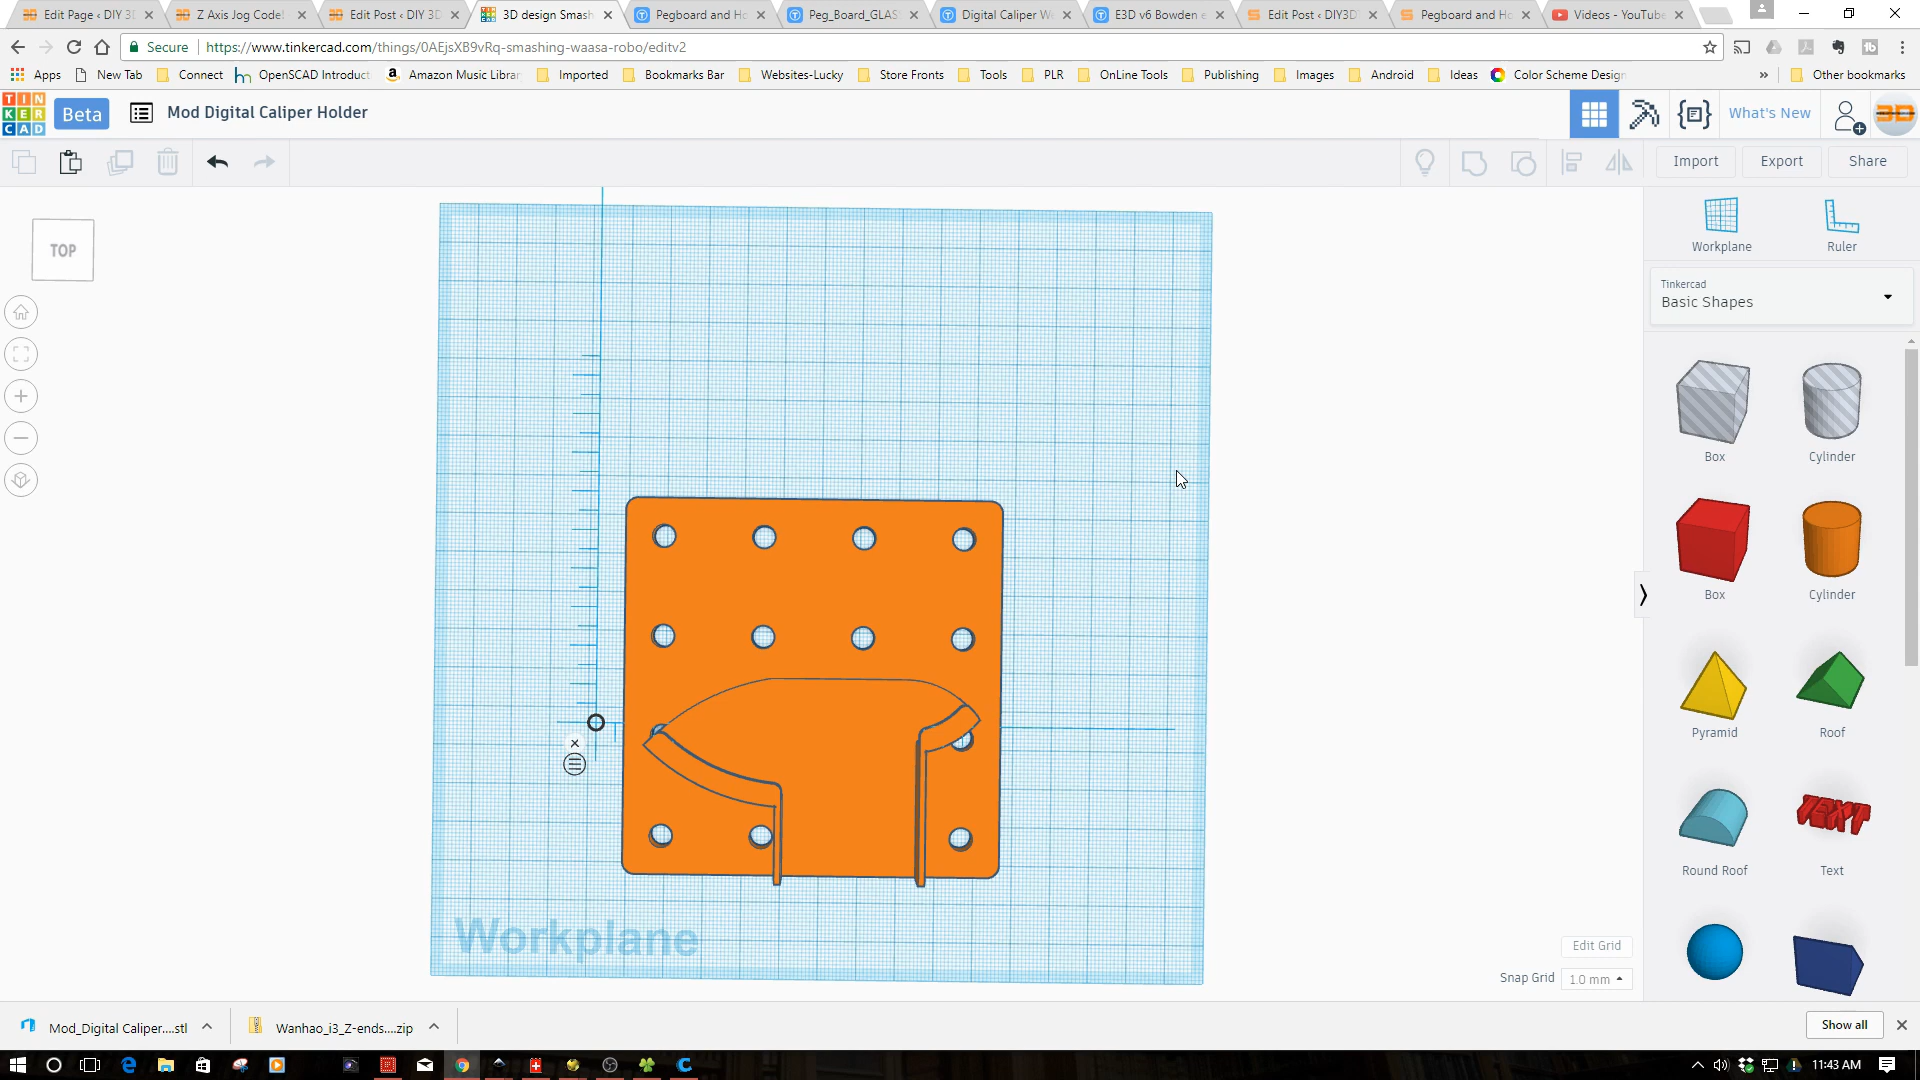 Edit Page ‹ DIY 3
Z Axis Jog Code
Edit Post ‹ DIY 3D
3D design Smash
Pegboard and Ho
Peg_Board_GLAS
Digital Caliper W
E3D v6 Bowden e
Edit Post ‹ DIY3D
Pegboard and Ho
Videos - YouTube
Secure
https://www.tinkercad.com/things/0AEjsXB9vRq-smashing-waasa-robo/editv2
Apps
New Tab
Connect
OpenSCAD Introduct
Amazon Music Librar
Imported
Bookmarks Bar
Websites-Lucky
Store Fronts
Tools
PLR
OnLine Tools
Publishing
Images
Android
Ideas
Color Scheme Design
»
Other bookmarks
TIN
KER
CAD
Beta
Mod Digital Caliper Holder
What's New
3D
Import
Export
Share
TOP
Workplane
Ruler
Tinkercad
Basic Shapes
Box
Cylinder
Box
Cylinder
Pyramid
Roof
TEXT
Round Roof
Text
Workplane
Edit Grid
Snap Grid
1.0 mm
Mod_Digital Caliper....stl
Wanhao_i3_Z-ends....zip
Show all
11:43 AM